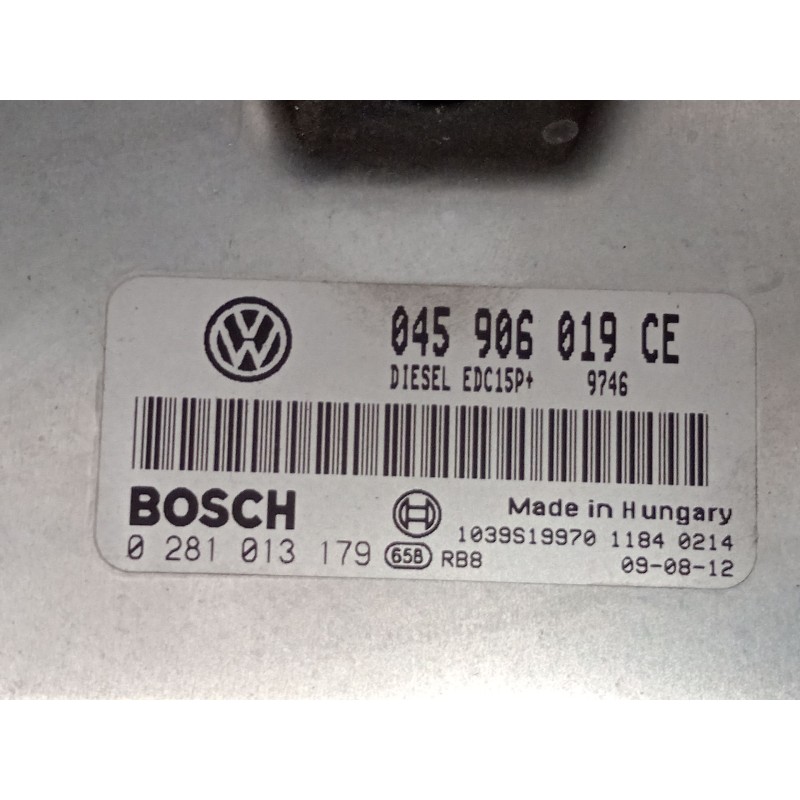 045 906 019 CE
DIESEL EDC15P+ 9746
BOSCH
Made in Hungary
0 281 013 179 658 RB8
1039S19970 1184 0214
09-08-12